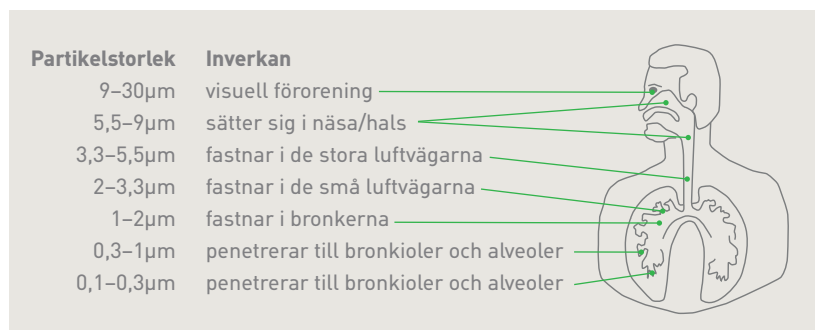 Partikelstorlek Inverkan
9–30µm visuell förorening
5,5–9µm sätter sig i näsa/hals
3,3–5,5µm fastnar i de stora luftvägarna
2–3,3µm fastnar i de små luftvägarna
1–2µm fastnar i bronkerna
0,3–1µm penetrerar till bronkioler och alveoler
0,1–0,3µm penetrerar till bronkioler och alveoler